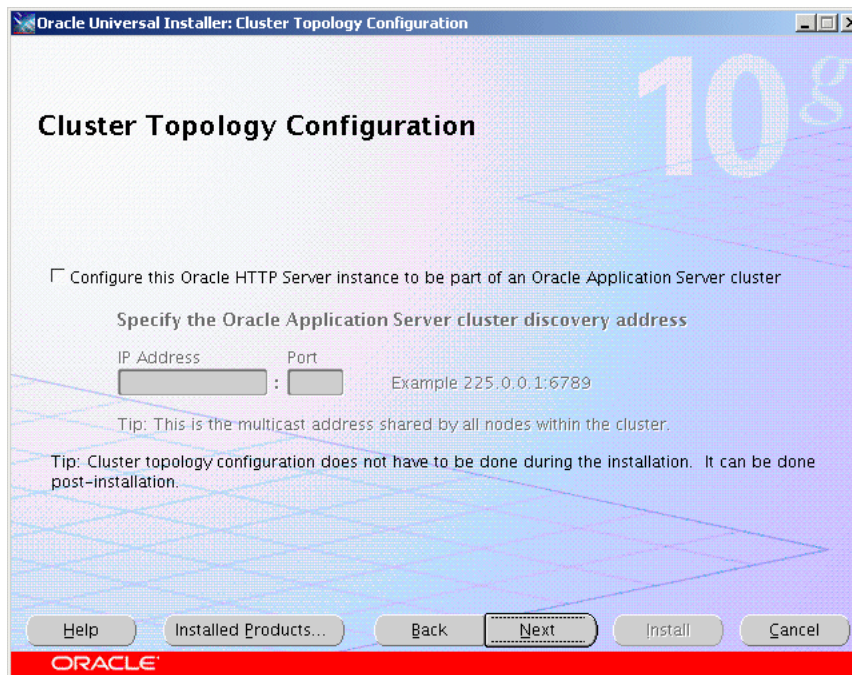 Oracle Universal Installer: Cluster Topology Configuration
10g
Cluster Topology Configuration
Configure this Oracle HTTP Server instance to be part of an Oracle Application Server cluster
Specify the Oracle Application Server cluster discovery address
IP Address Port
: Example 225.0.0.1:6789
Tip: This is the multicast address shared by all nodes within the cluster.
Tip: Cluster topology configuration does not have to be done during the installation. It can be done
post-installation.
Help Installed Products... Back Next Install Cancel
ORACLE